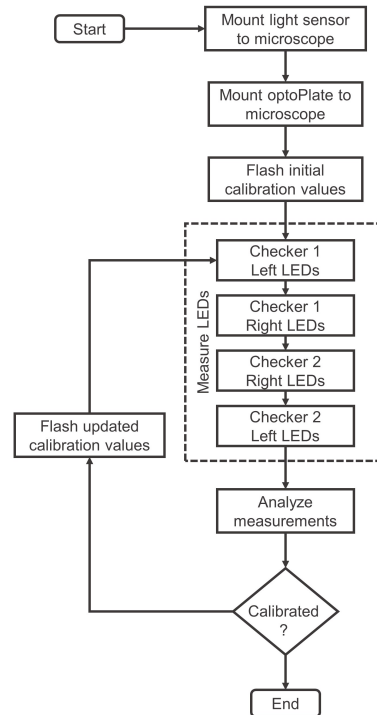 Start
Mount light sensor
to microscope
Mount optoPlate to
microscope
Flash initial
calibration values
Measure LEDs
Checker 1
Left LEDs
Checker 1
Right LEDs
Checker 2
Right LEDs
Checker 2
Left LEDs
Flash updated
calibration values
Analyze
measurements
Calibrated
?
End